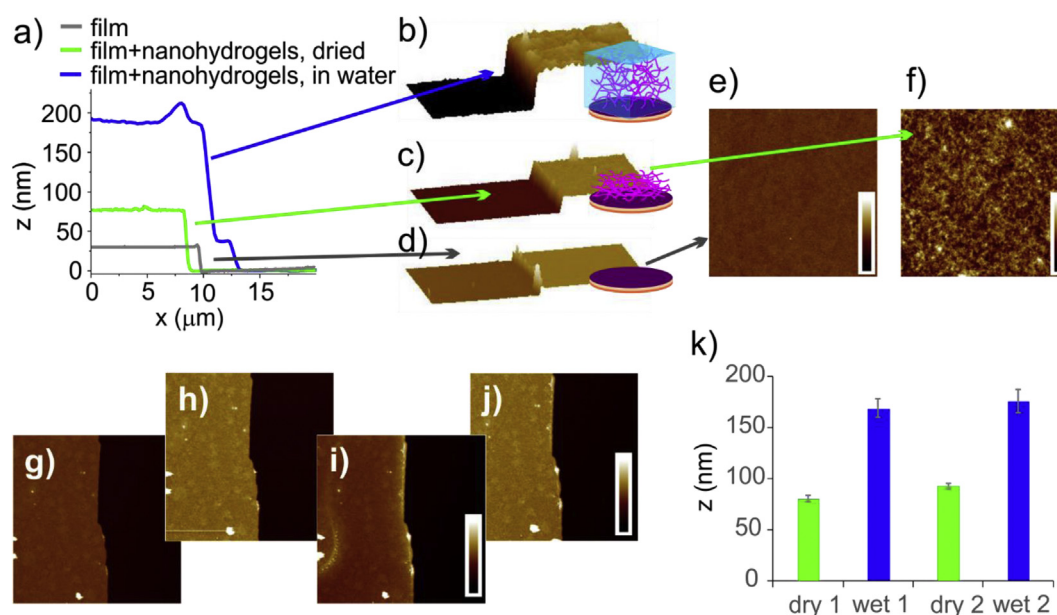 a)
film
film+nanohydrogels, dried
film+nanohydrogels, in water
200
150
100
50
0
z (nm)
0 5 10 15
x (μm)
b)
c)
d)
e)
f)
g)
h)
i)
j)
k)
200
150
100
50
0
z (nm)
dry 1 wet 1 dry 2 wet 2